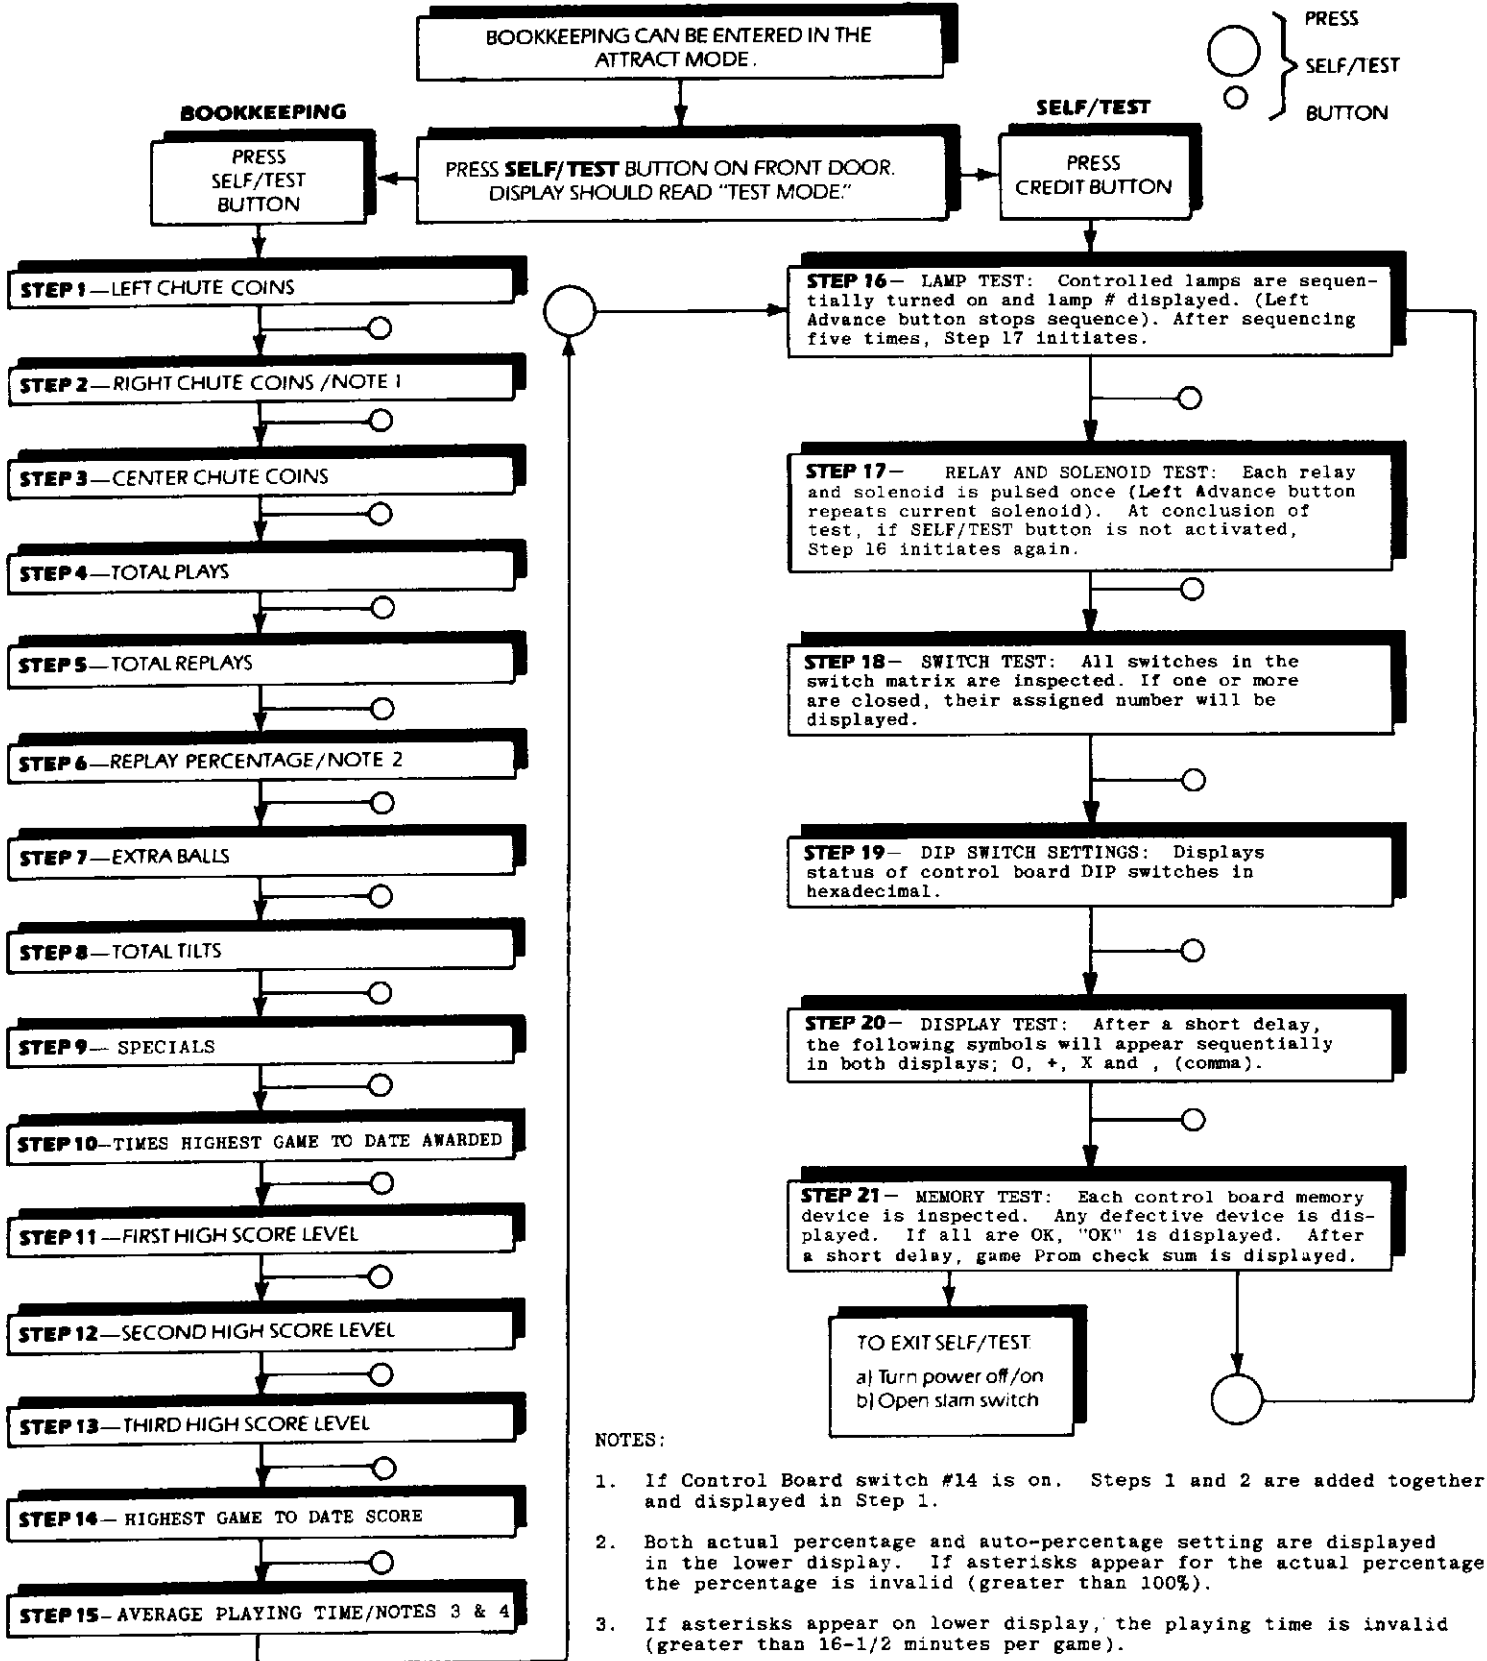 BOOKKEEPING CAN BE ENTERED IN THE
ATTRACT MODE.
PRESS
SELF/TEST
BUTTON
BOOKKEEPING
PRESS
SELF/TEST
BUTTON
PRESS SELF/TEST BUTTON ON FRONT DOOR.
DISPLAY SHOULD READ "TEST MODE."
SELF/TEST
PRESS
CREDIT BUTTON
STEP 1—LEFT CHUTE COINS
STEP 2—RIGHT CHUTE COINS /NOTE 1
STEP 3—CENTER CHUTE COINS
STEP 4—TOTAL PLAYS
STEP 5—TOTAL REPLAYS
STEP 6—REPLAY PERCENTAGE/NOTE 2
STEP 7—EXTRA BALLS
STEP 8—TOTAL TILTS
STEP 9— SPECIALS
STEP 10—TIMES HIGHEST GAME TO DATE AWARDED
STEP 11—FIRST HIGH SCORE LEVEL
STEP 12—SECOND HIGH SCORE LEVEL
STEP 13—THIRD HIGH SCORE LEVEL
STEP 14— HIGHEST GAME TO DATE SCORE
STEP 15—AVERAGE PLAYING TIME/NOTES 3 & 4
STEP 16— LAMP TEST: Controlled lamps are sequen-
tially turned on and lamp # displayed. (Left
Advance button stops sequence). After sequencing
five times, Step 17 initiates.
STEP 17— RELAY AND SOLENOID TEST: Each relay
and solenoid is pulsed once (Left Advance button
repeats current solenoid). At conclusion of
test, if SELF/TEST button is not activated,
Step 16 initiates again.
STEP 18— SWITCH TEST: All switches in the
switch matrix are inspected. If one or more
are closed, their assigned number will be
displayed.
STEP 19— DIP SWITCH SETTINGS: Displays
status of control board DIP switches in
hexadecimal.
STEP 20— DISPLAY TEST: After a short delay,
the following symbols will appear sequentially
in both displays; O, +, X and , (comma).
STEP 21— MEMORY TEST: Each control board memory
device is inspected. Any defective device is dis-
played. If all are OK, "OK" is displayed. After
a short delay, game Prom check sum is displayed.
TO EXIT SELF/TEST:
a) Turn power off/on
b) Open slam switch
NOTES:
1. If Control Board switch #14 is on. Steps 1 and 2 are added together
and displayed in Step 1.
2. Both actual percentage and auto-percentage setting are displayed
in the lower display. If asterisks appear for the actual percentage
the percentage is invalid (greater than 100%).
3. If asterisks appear on lower display, the playing time is invalid
(greater than 16-1/2 minutes per game).